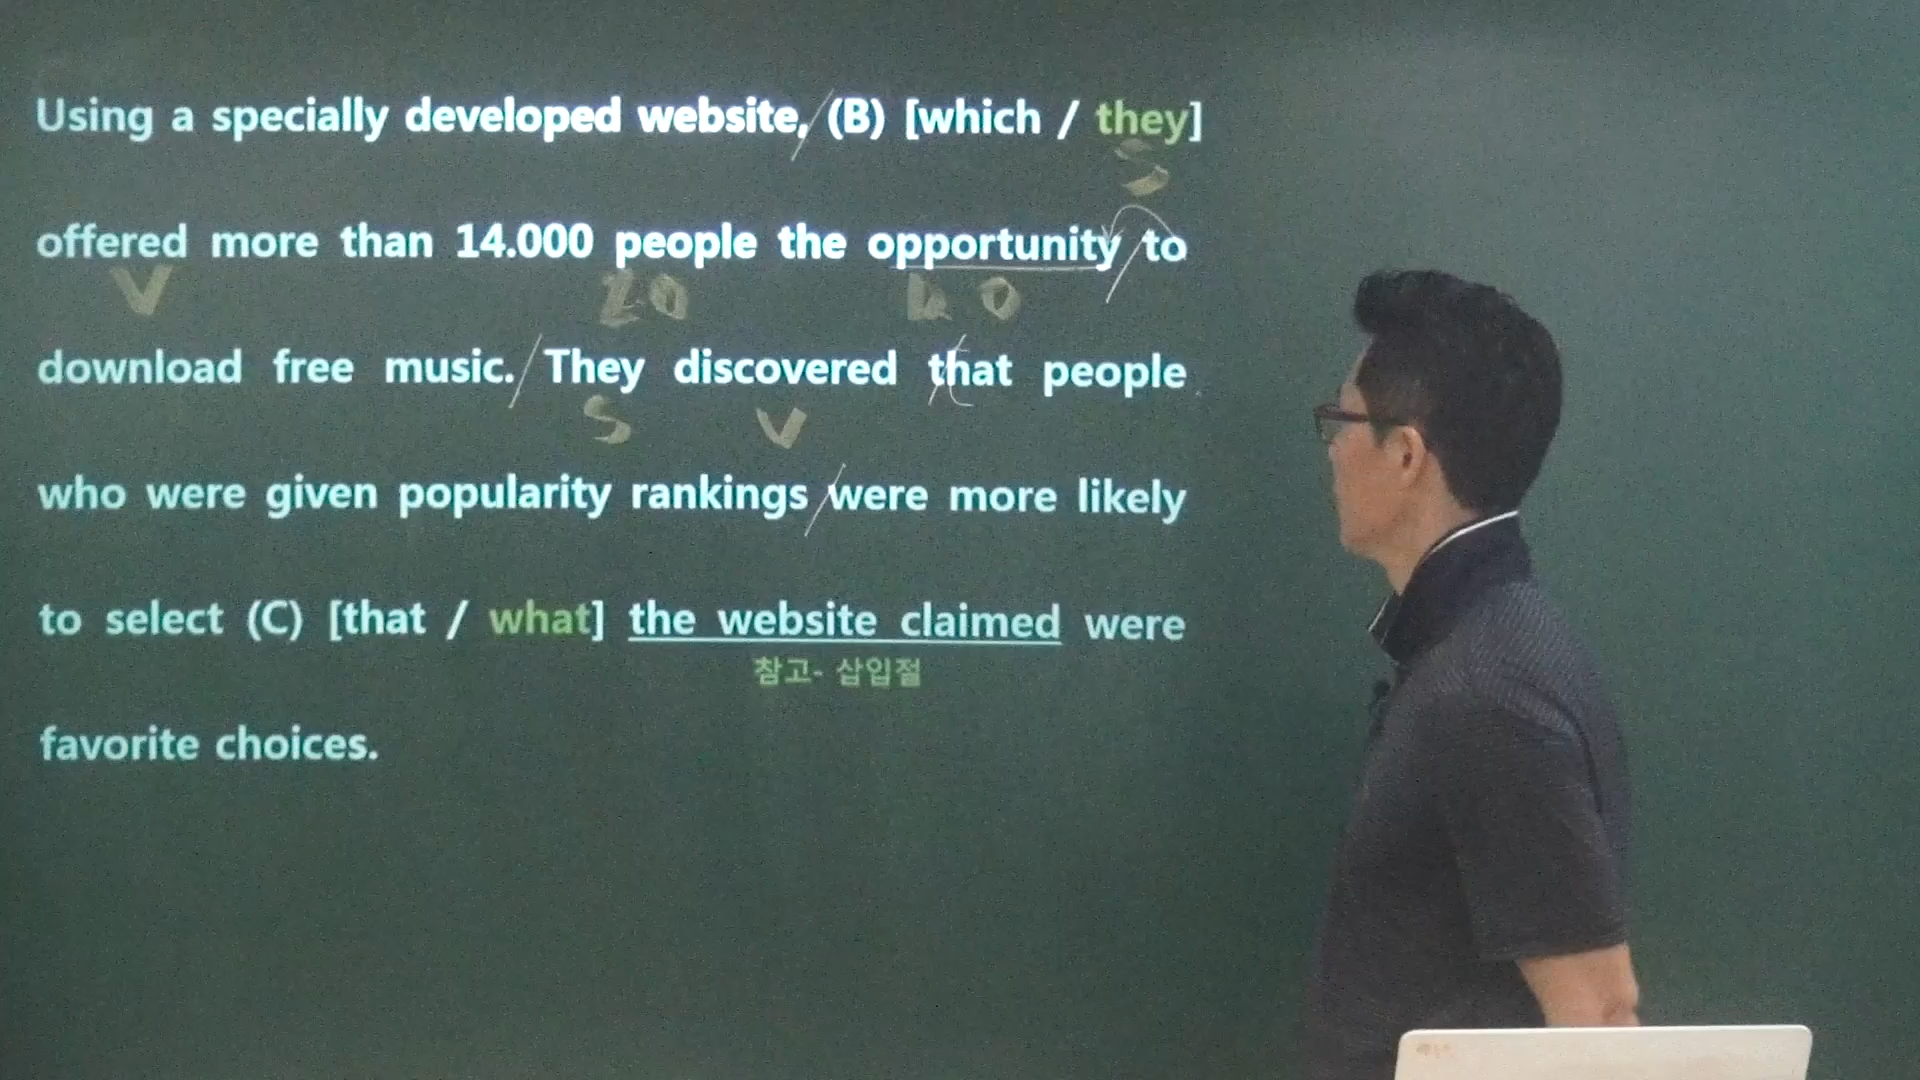 Using a specially developed website, (B) [which / they]
S
offered more than 14.000 people the opportunity to
V
download free music. They discovered that people
S V
who were given popularity rankings were more likely
to select (C) [that / what] the website claimed were
참고- 삽입절
favorite choices.